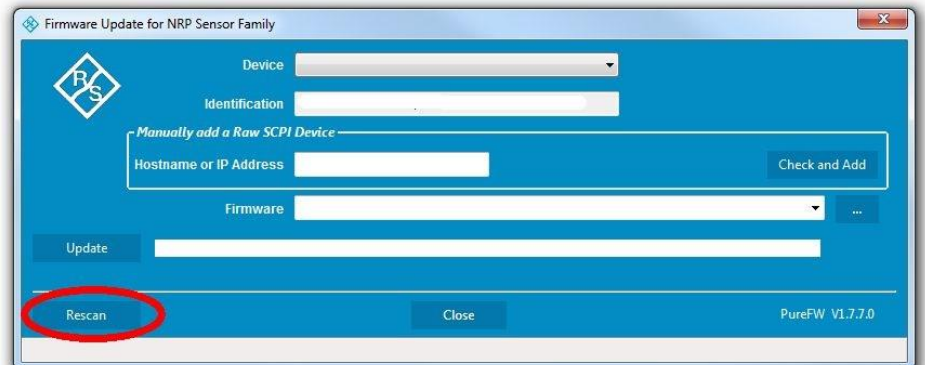 Firmware Update for NRP Sensor Family
x
R
S
Device
Identification
Manually add a Raw SCPI Device
Hostname or IP Address
Check and Add
Firmware
...
Update
Rescan
Close
PureFW V1.7.7.0